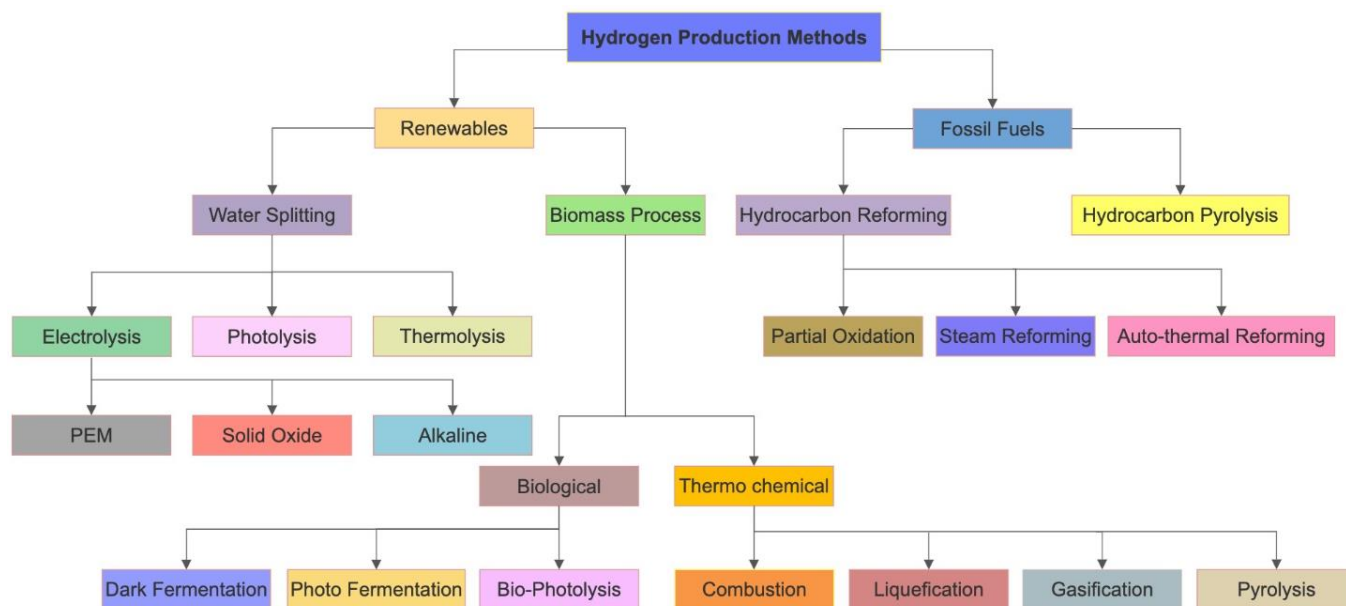 Hydrogen Production Methods
Renewables
Fossil Fuels
Water Splitting
Biomass Process
Hydrocarbon Reforming
Hydrocarbon Pyrolysis
Electrolysis
Photolysis
Thermolysis
Partial Oxidation
Steam Reforming
Auto-thermal Reforming
PEM
Solid Oxide
Alkaline
Biological
Thermo chemical
Dark Fermentation
Photo Fermentation
Bio-Photolysis
Combustion
Liquefication
Gasification
Pyrolysis